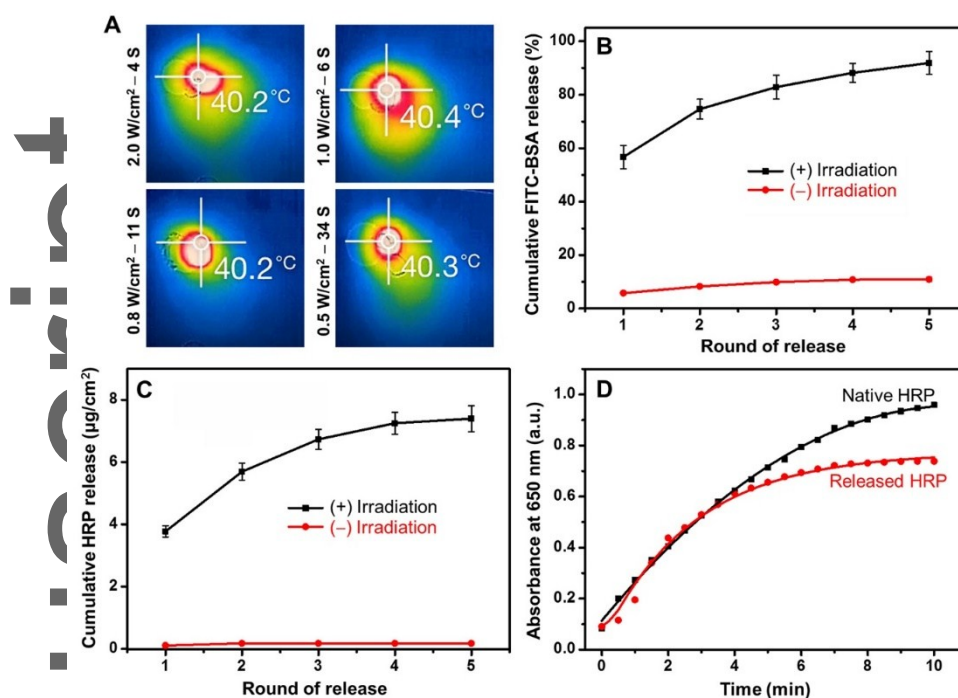 A
2.0 W/cm² – 4 S
40.2°C
1.0 W/cm² – 6 S
40.4°C
0.8 W/cm² – 11 S
40.2°C
0.5 W/cm² – 34 S
40.3°C
B
Cumulative FITC-BSA release (%)
100
80
60
40
20
0
(+) Irradiation
(–) Irradiation
1 2 3 4 5
Round of release
C
Cumulative HRP release (µg/cm²)
8
6
4
2
0
(+) Irradiation
(–) Irradiation
1 2 3 4 5
Round of release
D
Absorbance at 650 nm (a.u.)
1.0
0.8
0.6
0.4
0.2
0.0
Native HRP
Released HRP
0 2 4 6 8 10
Time (min)